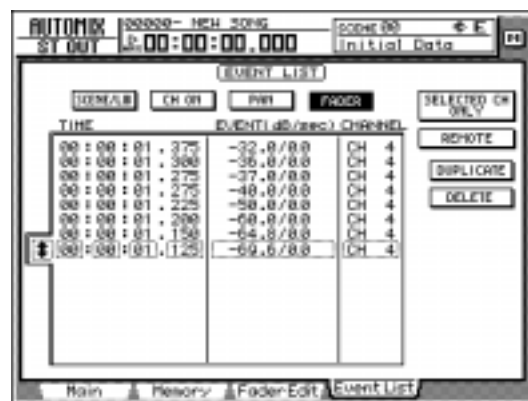 AUTOMIX
ST OUT
00000- NEW SONG
00:00:00.000
SCENE 00
E
Initial Data
EVENT LIST
SCENE/LIB CH ON PAN FADER
SELECTED CH ONLY
REMOTE
DUPLICATE
DELETE
TIME EVENT( dB/sec) CHANNEL
00:00:01.375 -32.0/0.0 CH 4
00:00:01.300 -36.0/0.0 CH 4
00:00:01.275 -37.0/0.0 CH 4
00:00:01.275 -40.0/0.0 CH 4
00:00:01.225 -50.0/0.0 CH 4
00:00:01.200 -60.0/0.0 CH 4
00:00:01.150 -64.8/0.0 CH 4
00:00:01.125 -69.6/0.0 CH 4
Main Memory Fader Edit Event List